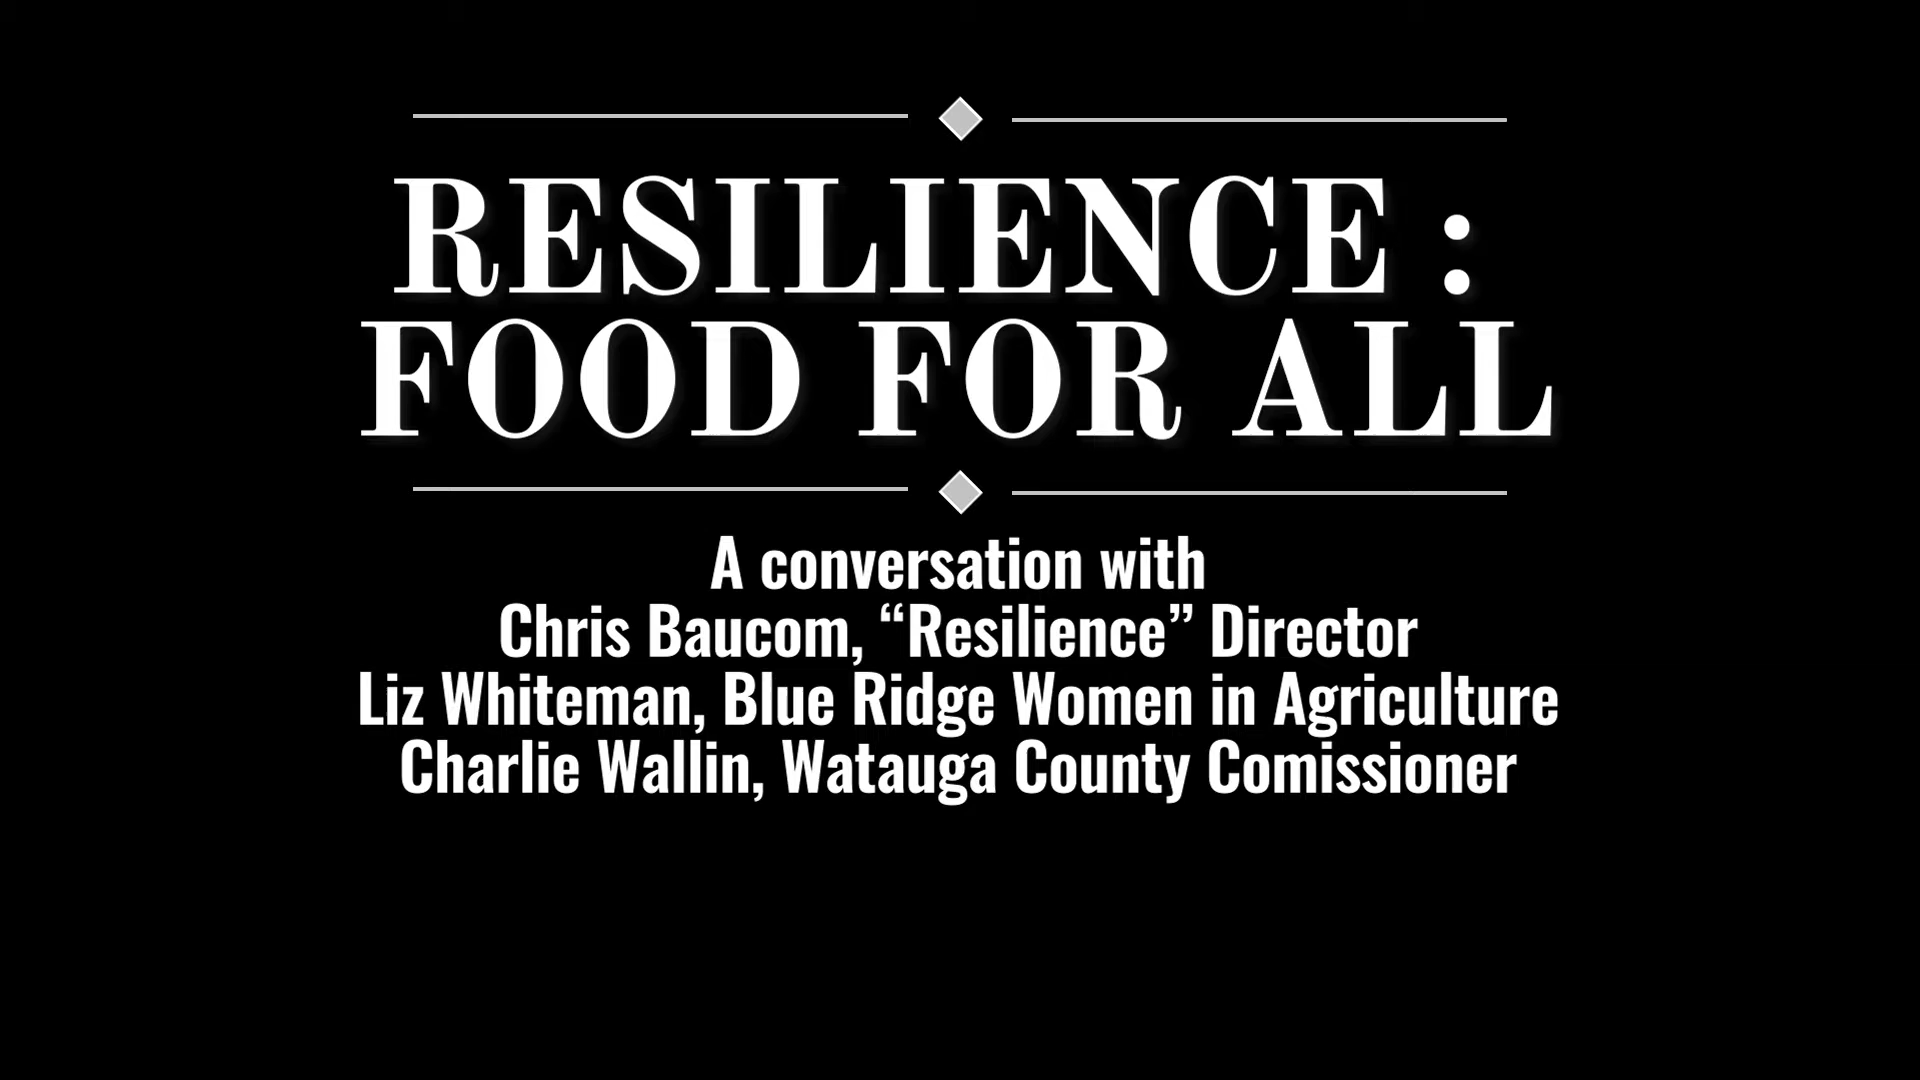 RESILIENCE :
FOOD FOR ALL
A conversation with
Chris Baucom, “Resilience” Director
Liz Whiteman, Blue Ridge Women in Agriculture
Charlie Wallin, Watauga County Comissioner